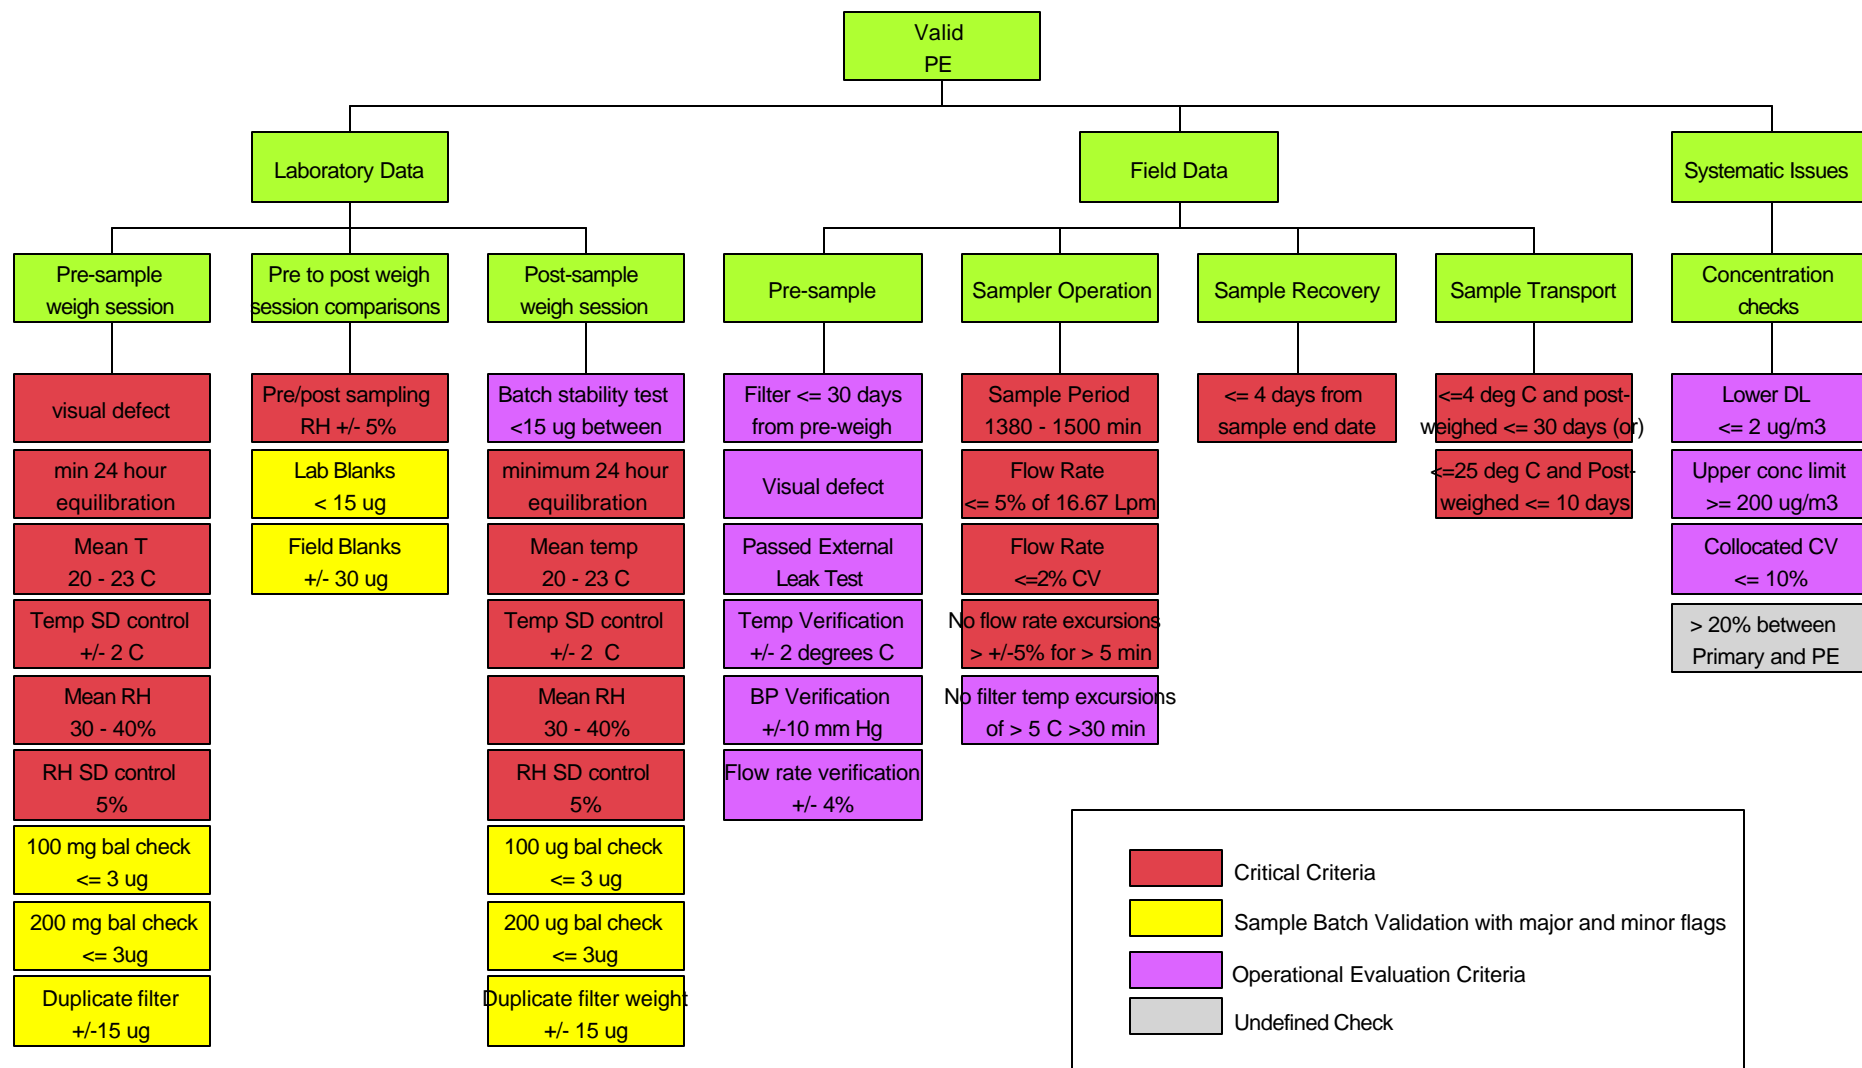 Valid
PE
Laboratory Data
Field Data
Systematic Issues
Pre-sample
weigh session
Pre to post weigh
session comparisons
Post-sample
weigh session
Pre-sample
Sampler Operation
Sample Recovery
Sample Transport
Concentration
checks
visual defect
min 24 hour
equilibration
Mean T
20 - 23 C
Temp SD control
+/- 2 C
Mean RH
30 - 40%
RH SD control
5%
100 mg bal check
<= 3 ug
200 mg bal check
<= 3ug
Duplicate filter
+/-15 ug
Pre/post sampling
RH +/- 5%
Lab Blanks
< 15 ug
Field Blanks
+/- 30 ug
Batch stability test
<15 ug between
minimum 24 hour
equilibration
Mean temp
20 - 23 C
Temp SD control
+/- 2 C
Mean RH
30 - 40%
RH SD control
5%
100 ug bal check
<= 3 ug
200 ug bal check
<= 3ug
Duplicate filter weight
+/- 15 ug
Filter <= 30 days
from pre-weigh
Visual defect
Passed External
Leak Test
Temp Verification
+/- 2 degrees C
BP Verification
+/-10 mm Hg
Flow rate verification
+/- 4%
Sample Period
1380 - 1500 min
Flow Rate
<= 5% of 16.67 Lpm
Flow Rate
<=2% CV
No flow rate excursions
> +/-5% for > 5 min
No filter temp excursions
of > 5 C >30 min
<= 4 days from
sample end date
<=4 deg C and post-
weighed <= 30 days (or)
<=25 deg C and Post-
weighed <= 10 days
Lower DL
<= 2 ug/m3
Upper conc limit
>= 200 ug/m3
Collocated CV
<= 10%
> 20% between
Primary and PE
Critical Criteria
Sample Batch Validation with major and minor flags
Operational Evaluation Criteria
Undefined Check